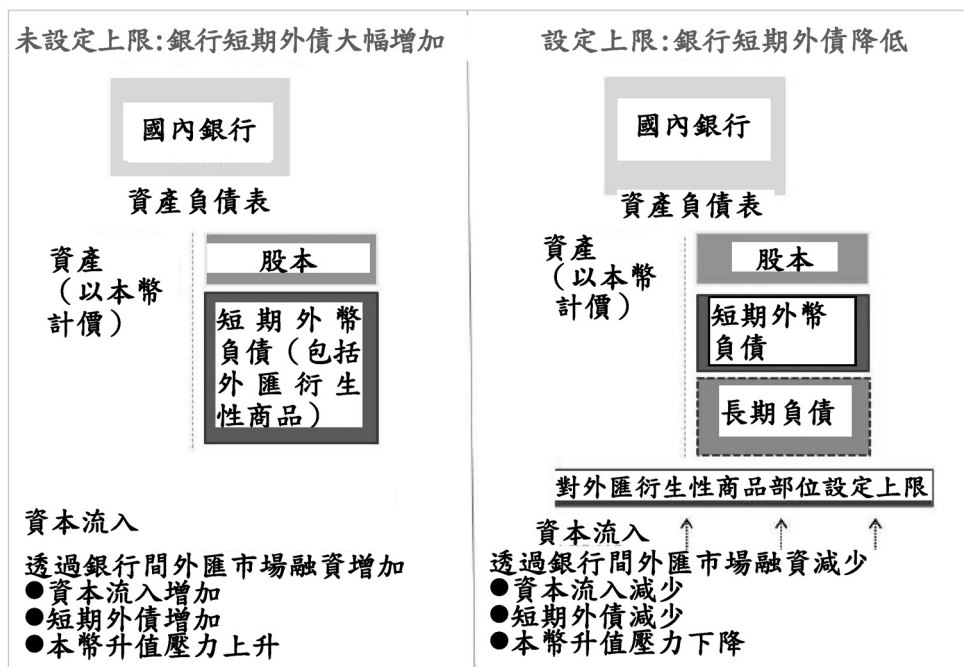 未設定上限:銀行短期外債大幅增加
國內銀行
資產負債表
資產
（以本幣
計價）
股本
短期外幣
負債（包括
外匯衍生
性商品）
資本流入
透過銀行間外匯市場融資增加
●資本流入增加
●短期外債增加
●本幣升值壓力上升
設定上限:銀行短期外債降低
國內銀行
資產負債表
資產
（以本幣
計價）
股本
短期外幣
負債
長期負債
對外匯衍生性商品部位設定上限
資本流入
透過銀行間外匯市場融資減少
●資本流入減少
●短期外債減少
●本幣升值壓力下降